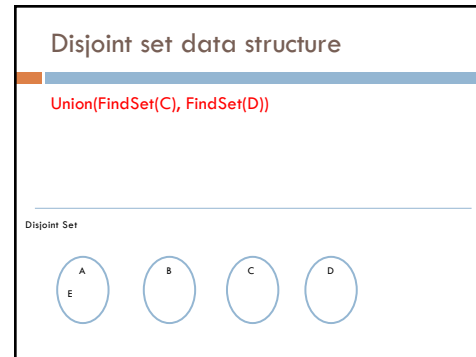 Disjoint set data structure
Union(FindSet(C), FindSet(D))
Disjoint Set
A B C D
E